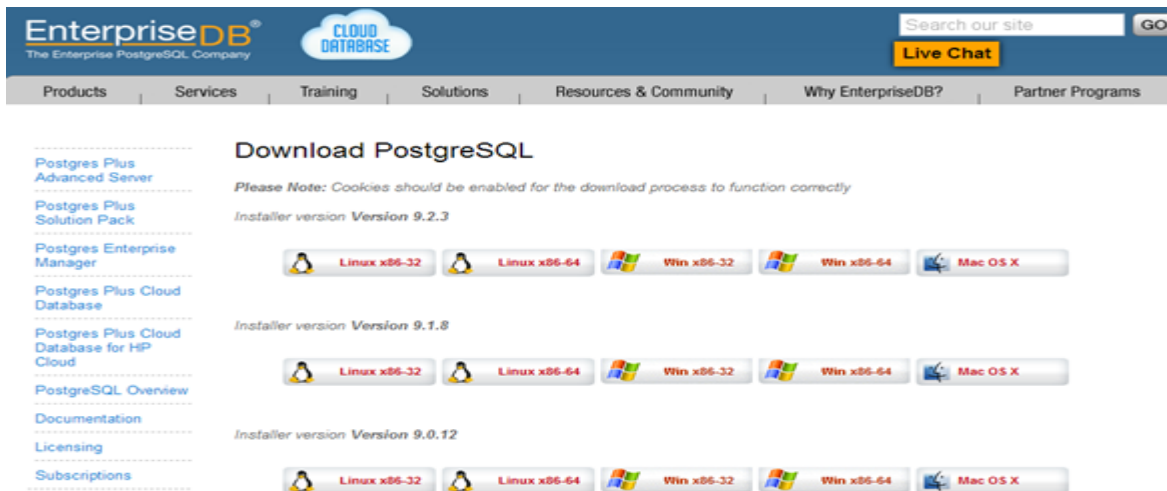 EnterpriseDB®
The Enterprise PostgreSQL Company
CLOUD
DATABASE
Search our site
GO
Live Chat
Products
Services
Training
Solutions
Resources & Community
Why EnterpriseDB?
Partner Programs
Postgres Plus
Advanced Server
Postgres Plus
Solution Pack
Postgres Enterprise
Manager
Postgres Plus Cloud
Database
Postgres Plus Cloud
Database for HP
Cloud
PostgreSQL Overview
Documentation
Licensing
Subscriptions
Download PostgreSQL
Please Note: Cookies should be enabled for the download process to function correctly
Installer version Version 9.2.3
Linux x86-32 Linux x86-64 Win x86-32 Win x86-64 Mac OS X
Installer version Version 9.1.8
Linux x86-32 Linux x86-64 Win x86-32 Win x86-64 Mac OS X
Installer version Version 9.0.12
Linux x86-32 Linux x86-64 Win x86-32 Win x86-64 Mac OS X